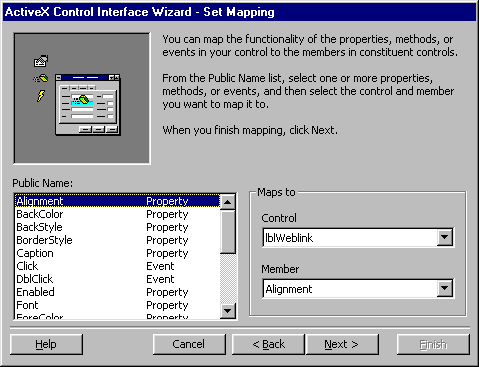 ActiveX Control Interface Wizard - Set Mapping
You can map the functionality of the properties, methods, or
events in your control to the members in constituent controls.
From the Public Name list, select one or more properties,
methods, or events, and then select the control and member
you want to map it to.
When you finish mapping, click Next.
Public Name:
Alignment Property
BackColor Property
BackStyle Property
BorderStyle Property
Caption Property
Click Event
DblClick Event
Enabled Property
Font Property
ForeColor Property
Maps to
Control
lblWeblink
Member
Alignment
Help
Cancel
< Back
Next >
Finish